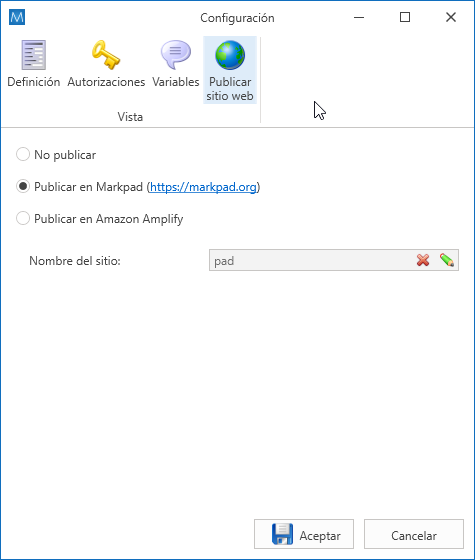 M
Configuración
Definición
Autorizaciones
Variables
Publicar
sitio web
Vista
No publicar
Publicar en Markpad (https://markpad.org)
Publicar en Amazon Amplify
Nombre del sitio:
pad
Aceptar
Cancelar